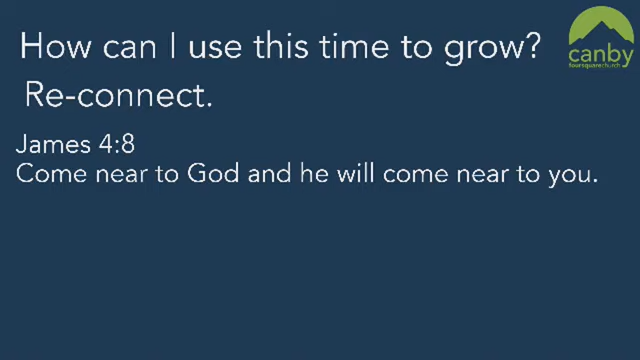 How can I use this time to grow?
canby
foursquarechurch
Re-connect.
James 4:8
Come near to God and he will come near to you.